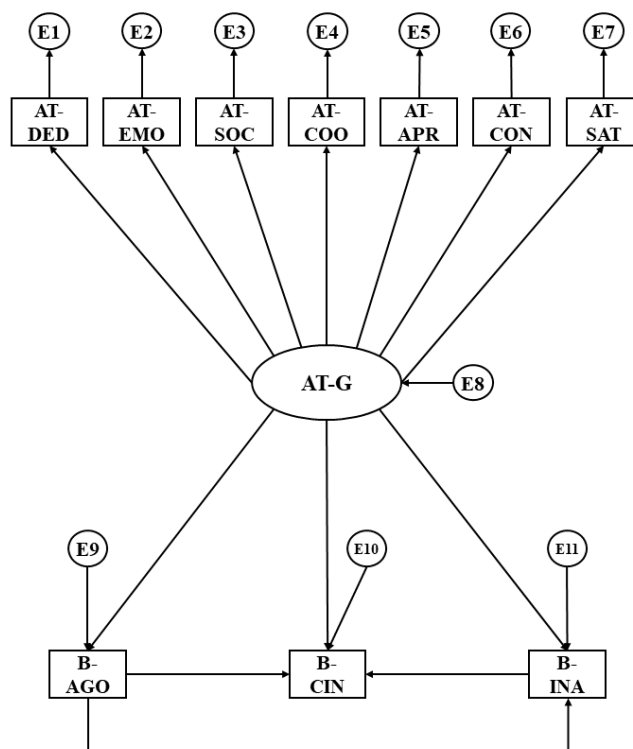 E1 E2 E3 E4 E5 E6 E7
AT-
DED
AT-
EMO
AT-
SOC
AT-
COO
AT-
APR
AT-
CON
AT-
SAT
AT-G
E8
E9
E10
E11
B-
AGO
B-
CIN
B-
INA